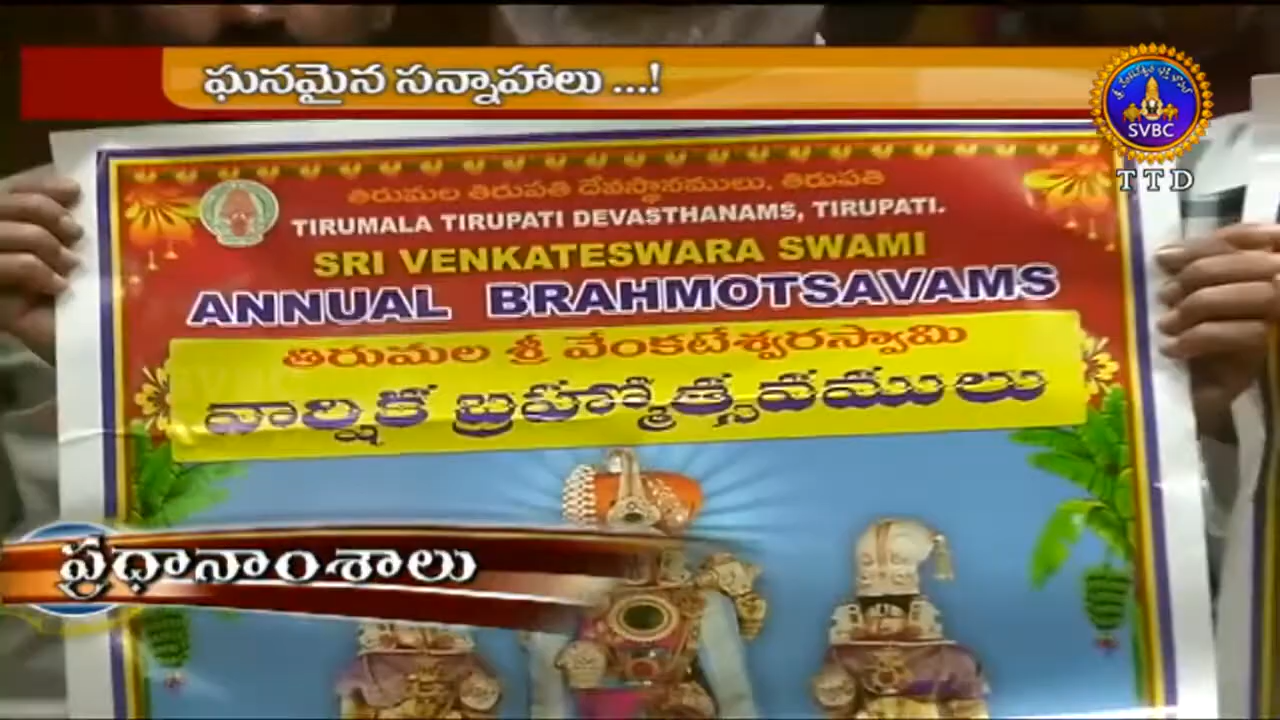 ఘనమైన సన్నాహాలు ...!
SVBC
TTD
తిరుమల తిరుపతి దేవస్థానములు, తిరుపతి
TIRUMALA TIRUPATI DEVASTHANAMS, TIRUPATI.
SRI VENKATESWARA SWAMI
ANNUAL BRAHMOTSAVAMS
తిరుమల శ్రీ వేంకటేశ్వరస్వామి
వార్షిక బ్రహ్మోత్సవములు
ప్రధానాంశాలు